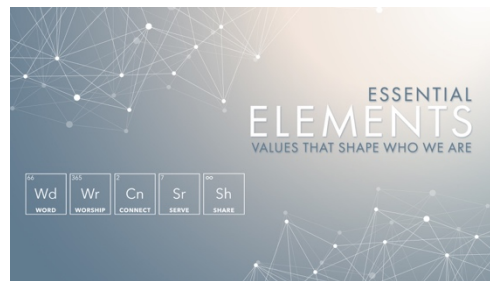 ESSENTIAL
ELEMENTS
VALUES THAT SHAPE WHO WE ARE
66 365 2 7 ∞
Wd Wr Cn Sr Sh
WORD WORSHIP CONNECT SERVE SHARE